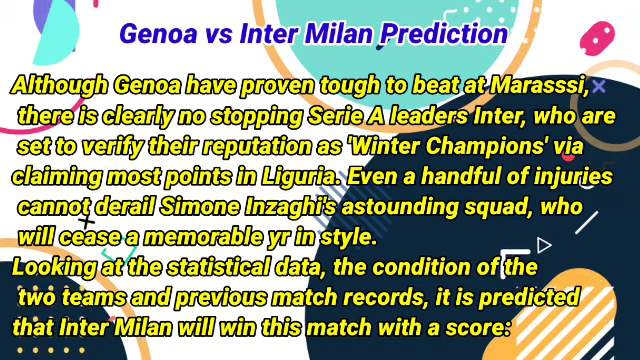 Genoa vs Inter Milan Prediction
Although Genoa have proven tough to beat at Marasssi,
there is clearly no stopping Serie A leaders Inter, who are
set to verify their reputation as 'Winter Champions' via
claiming most points in Liguria. Even a handful of injuries
cannot derail Simone Inzaghi's astounding squad, who
will cease a memorable yr in style.
Looking at the statistical data, the condition of the
two teams and previous match records, it is predicted
that Inter Milan will win this match with a score: